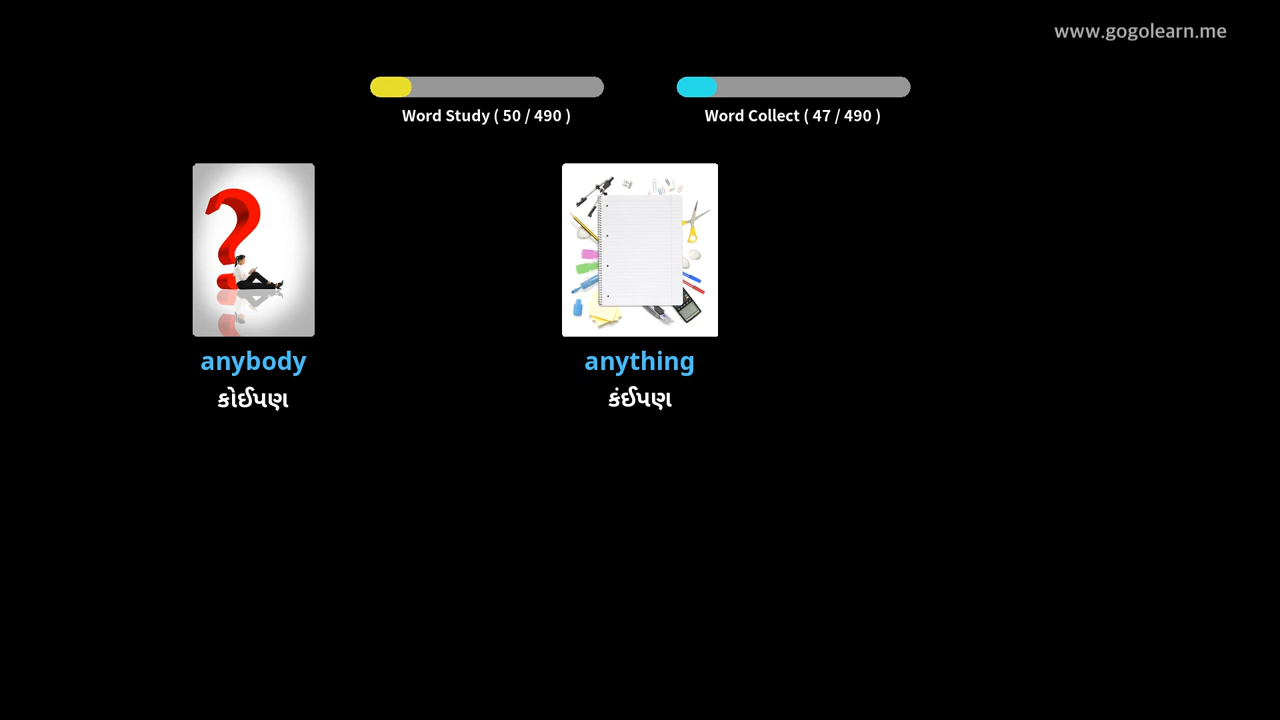 www.gogolearn.me
Word Study ( 50 / 490 )
Word Collect ( 47 / 490 )
anybody
કોઈપણ
anything
કંઈપણ